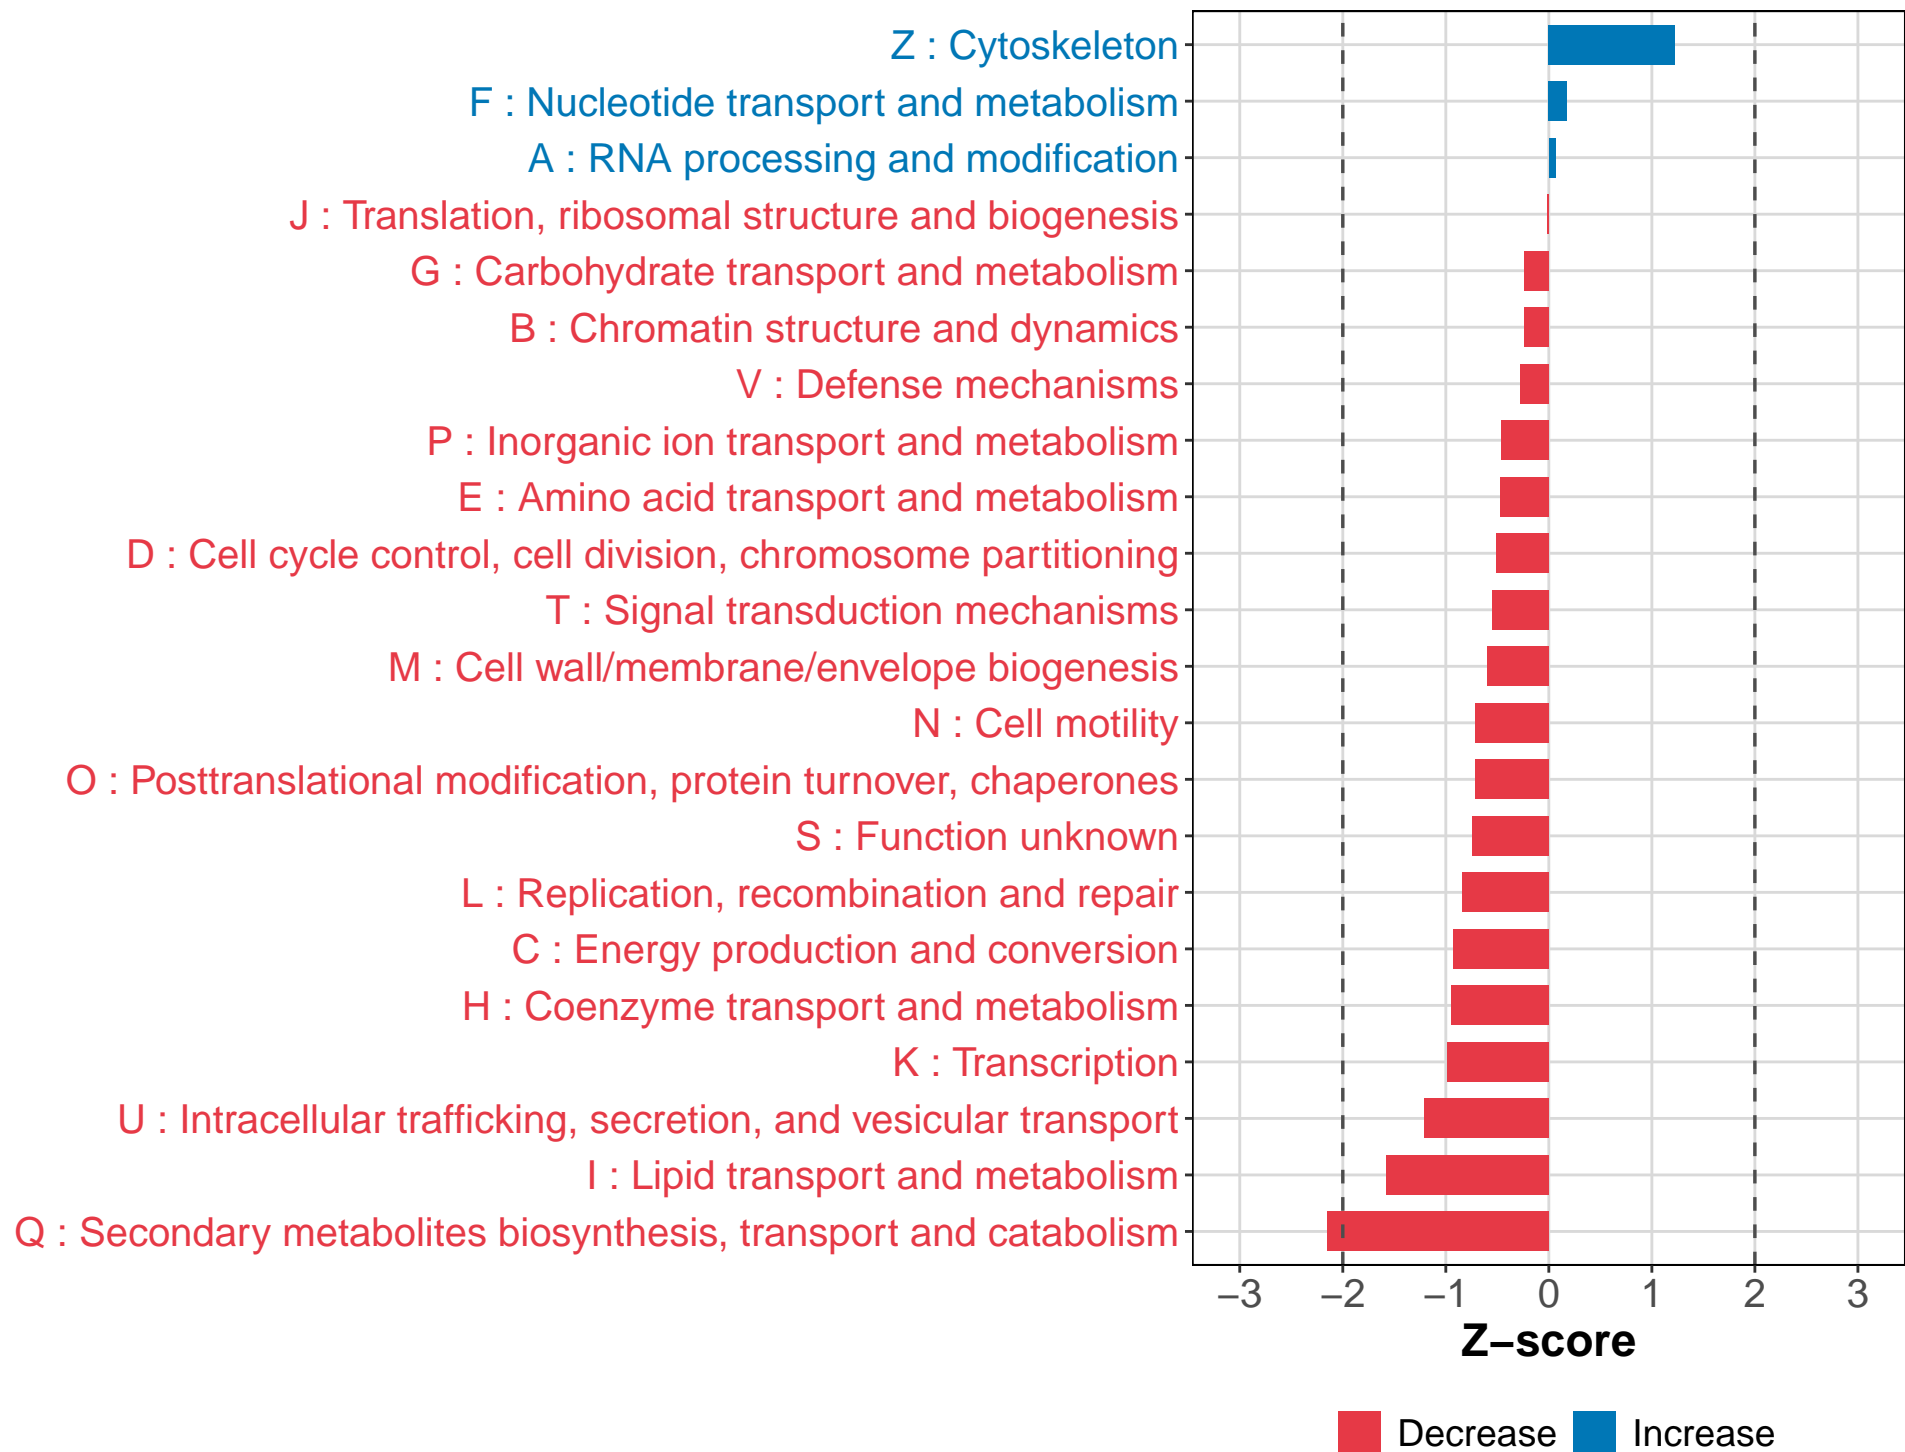 Z : Cytoskeleton
F : Nucleotide transport and metabolism
A : RNA processing and modification
J : Translation, ribosomal structure and biogenesis
G : Carbohydrate transport and metabolism
B : Chromatin structure and dynamics
V : Defense mechanisms
P : Inorganic ion transport and metabolism
E : Amino acid transport and metabolism
D : Cell cycle control, cell division, chromosome partitioning
T : Signal transduction mechanisms
M : Cell wall/membrane/envelope biogenesis
N : Cell motility
O : Posttranslational modification, protein turnover, chaperones
S : Function unknown
L : Replication, recombination and repair
C : Energy production and conversion
H : Coenzyme transport and metabolism
K : Transcription
U : Intracellular trafficking, secretion, and vesicular transport
I : Lipid transport and metabolism
Q : Secondary metabolites biosynthesis, transport and catabolism
−3 −2 −1 0 1 2 3
Z−score
Decrease Increase